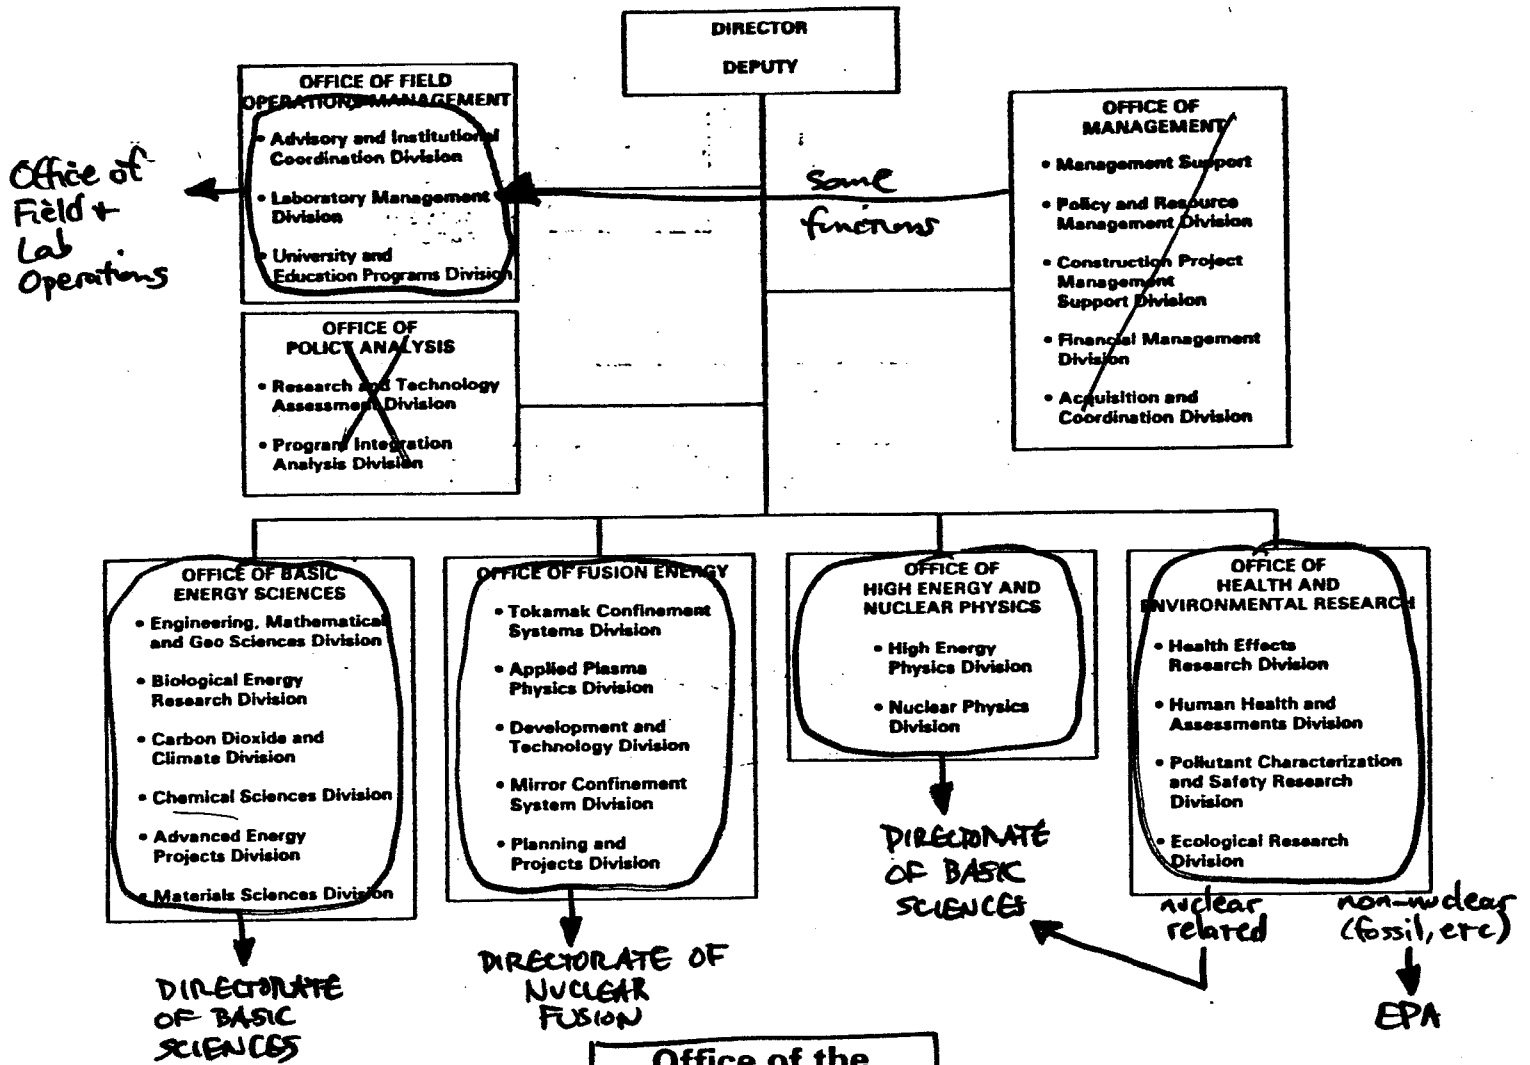 DIRECTOR
DEPUTY
OFFICE OF FIELD
OPERATIONS MANAGEMENT
• Advisory and Institutional
Coordination Division
• Laboratory Management
Division
• University and
Education Programs Division
Office of
Field +
Lab
Operations
some
functions
OFFICE OF
MANAGEMENT
• Management Support
• Policy and Resource
Management Division
• Construction Project
Management
Support Division
• Financial Management
Division
• Acquisition and
Coordination Division
OFFICE OF
POLICY ANALYSIS
• Research and Technology
Assessment Division
• Program Integration
Analysis Division
OFFICE OF BASIC
ENERGY SCIENCES
• Engineering, Mathematical
and Geo Sciences Division
• Biological Energy
Research Division
• Carbon Dioxide and
Climate Division
• Chemical Sciences Division
• Advanced Energy
Projects Division
• Materials Sciences Division
DIRECTORATE
OF BASIC
SCIENCES
OFFICE OF FUSION ENERGY
• Tokamak Confinement
Systems Division
• Applied Plasma
Physics Division
• Development and
Technology Division
• Mirror Confinement
System Division
• Planning and
Projects Division
DIRECTORATE OF
NUCLEAR
FUSION
OFFICE OF
HIGH ENERGY AND
NUCLEAR PHYSICS
• High Energy
Physics Division
• Nuclear Physics
Division
DIRECTORATE
OF BASIC
SCIENCES
OFFICE OF
HEALTH AND
ENVIRONMENTAL RESEARCH
• Health Effects
Research Division
• Human Health and
Assessments Division
• Pollutant Characterization
and Safety Research
Division
• Ecological Research
Division
nuclear
related
non-nuclear
(fossil, etc)
EPA
Office of the